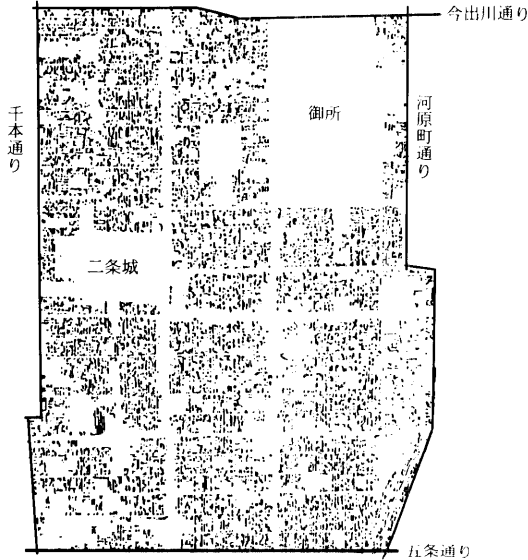 今出川通り
千本通り
御所
河原町通り
二条城
五条通り